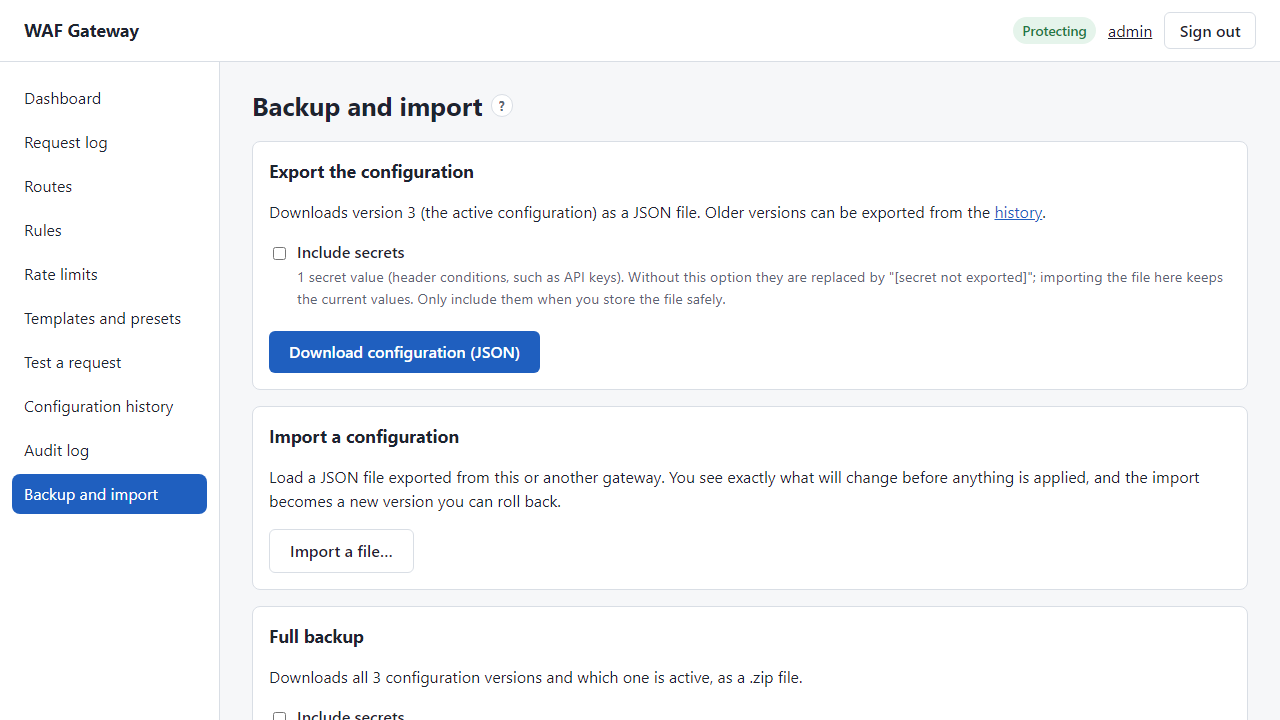 WAF Gateway
Protecting
admin
Sign out
Dashboard
Request log
Routes
Rules
Rate limits
Templates and presets
Test a request
Configuration history
Audit log
Backup and import
Backup and import ?
Export the configuration
Downloads version 3 (the active configuration) as a JSON file. Older versions can be exported from the history.
Include secrets
1 secret value (header conditions, such as API keys). Without this option they are replaced by "[secret not exported]"; importing the file here keeps
the current values. Only include them when you store the file safely.
Download configuration (JSON)
Import a configuration
Load a JSON file exported from this or another gateway. You see exactly what will change before anything is applied, and the import
becomes a new version you can roll back.
Import a file...
Full backup
Downloads all 3 configuration versions and which one is active, as a .zip file.
Include secrets